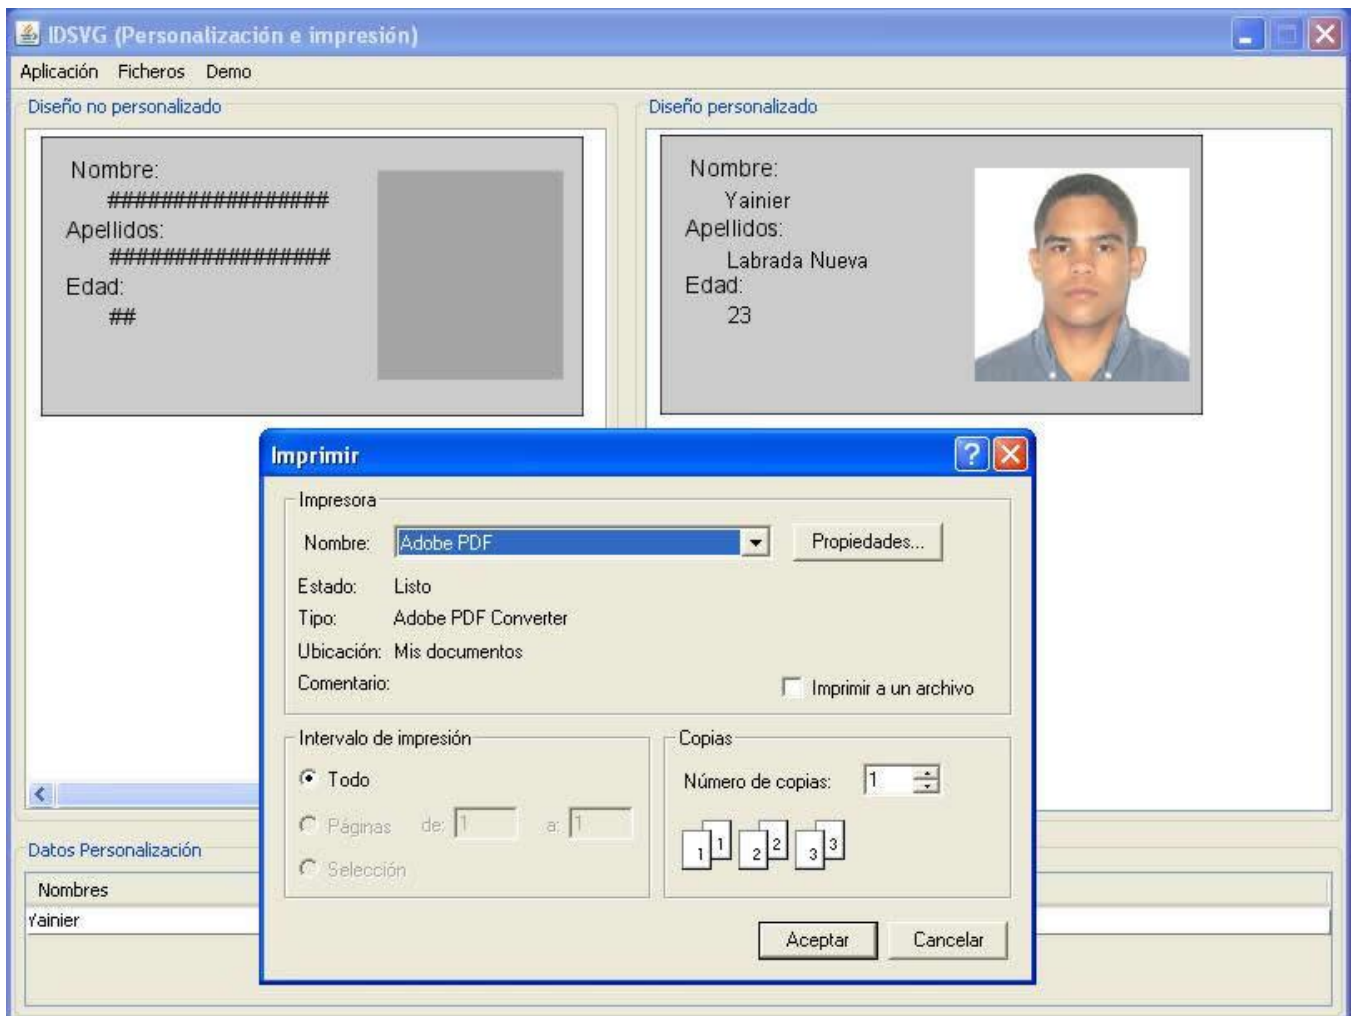 IDSVG (Personalización e impresión)
Aplicación Ficheros Demo
Diseño no personalizado
Nombre:
#################
Apellidos:
#################
Edad:
##
Diseño personalizado
Nombre:
Yainier
Apellidos:
Labrada Nueva
Edad:
23
Imprimir
Impresora
Nombre: Adobe PDF Propiedades...
Estado: Listo
Tipo: Adobe PDF Converter
Ubicación: Mis documentos
Comentario:
Imprimir a un archivo
Intervalo de impresión
Todo
Páginas de: 1 a: 1
Selección
Copias
Número de copias: 1
1 1 2 2 3 3
Aceptar Cancelar
Datos Personalización
Nombres
Yainier